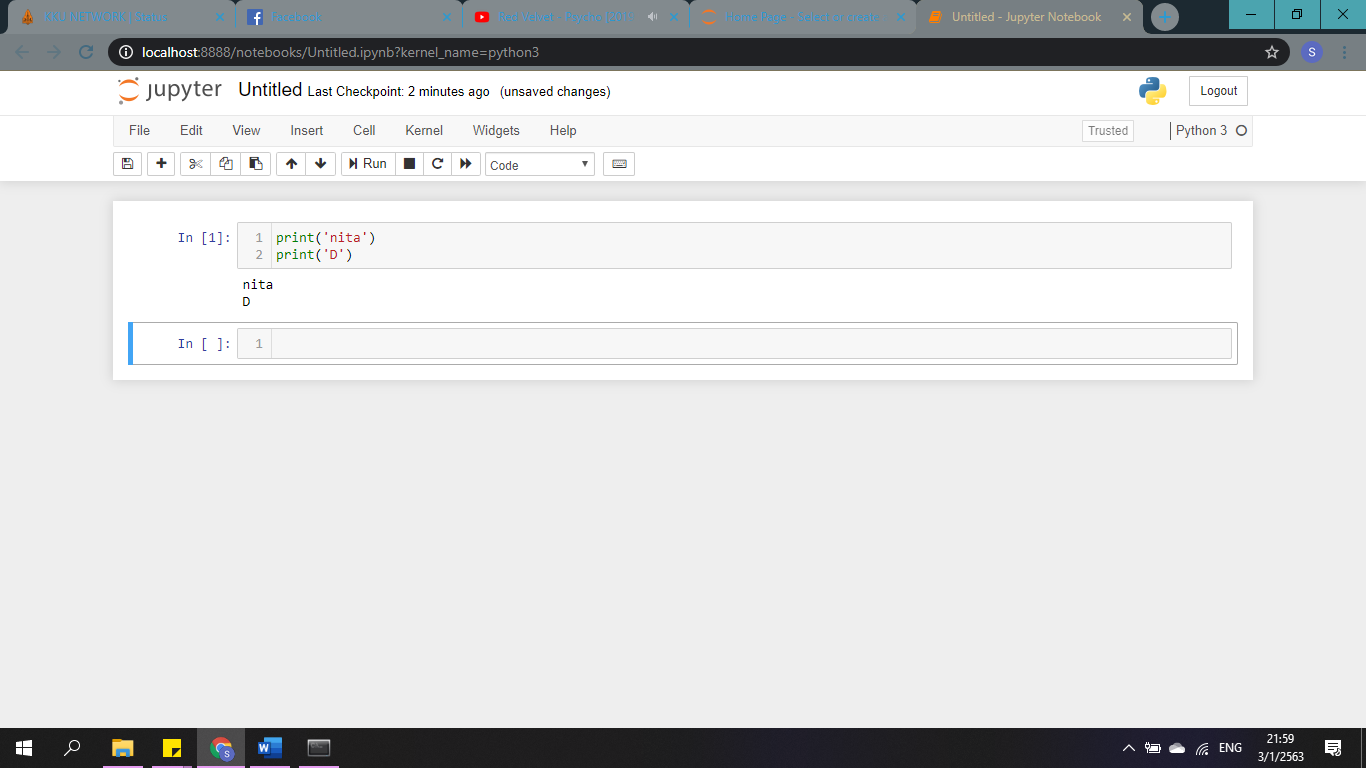 KKU NETWORK | Status
Facebook
Red Velvet - Psycho (201
Home Page - Select or create
Untitled - Jupyter Notebook
localhost:8888/notebooks/Untitled.ipynb?kernel_name=python3
S
jupyter Untitled Last Checkpoint: 2 minutes ago (unsaved changes)
Logout
File Edit View Insert Cell Kernel Widgets Help
Trusted Python 3
Run
Code
In [1]:
1 print('nita')
2 print('D')
nita
D
In [ ]:
1
S
W
ENG
21:59
3/1/2563